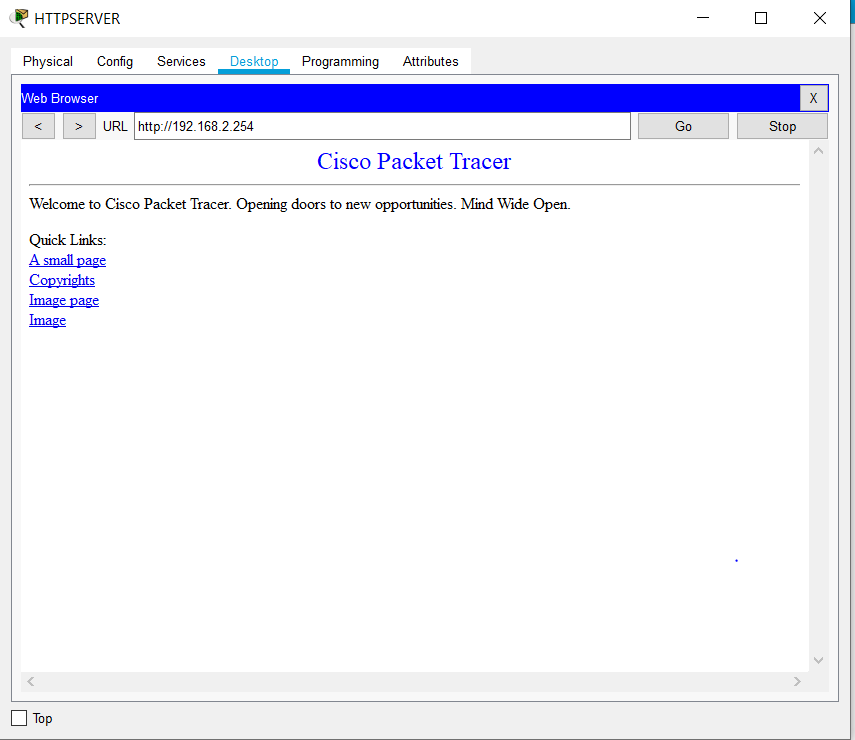 HTTPSERVER
Physical Config Services Desktop Programming Attributes
Web Browser X
< > URL http://192.168.2.254 Go Stop
Cisco Packet Tracer
Welcome to Cisco Packet Tracer. Opening doors to new opportunities. Mind Wide Open.
Quick Links:
A small page
Copyrights
Image page
Image
Top